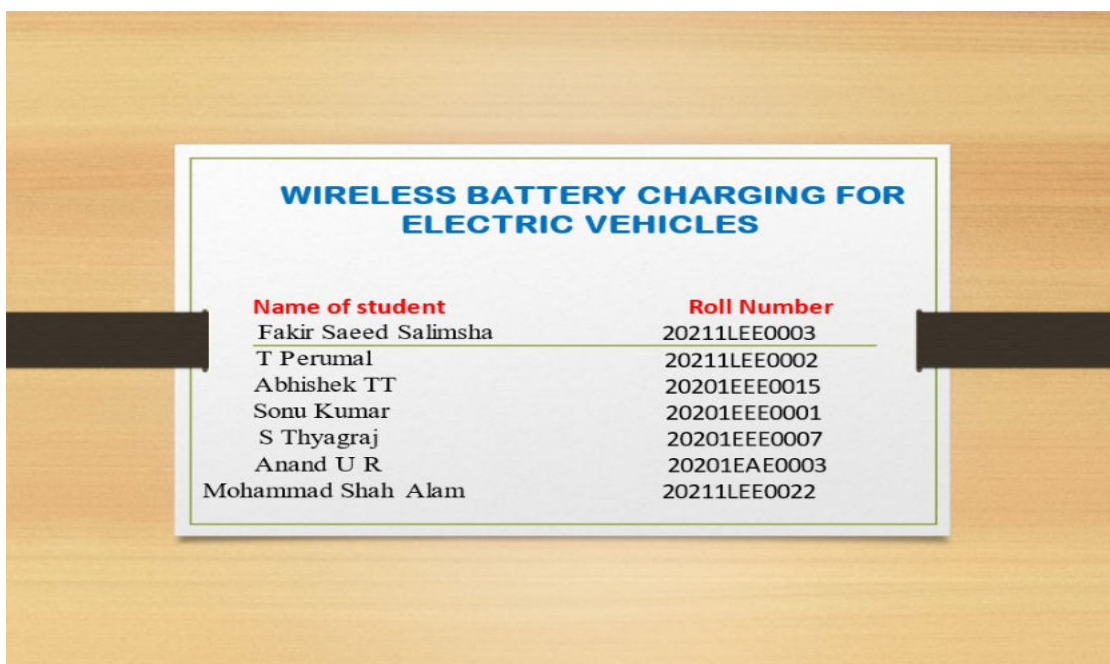 WIRELESS BATTERY CHARGING FOR
ELECTRIC VEHICLES
Name of student Roll Number
Fakir Saeed Salimsha 20211LEE0003
T Perumal 20211LEE0002
Abhishek TT 20201EEE0015
Sonu Kumar 20201EEE0001
S Thyagraj 20201EEE0007
Anand U R 20201EAE0003
Mohammad Shah Alam 20211LEE0022